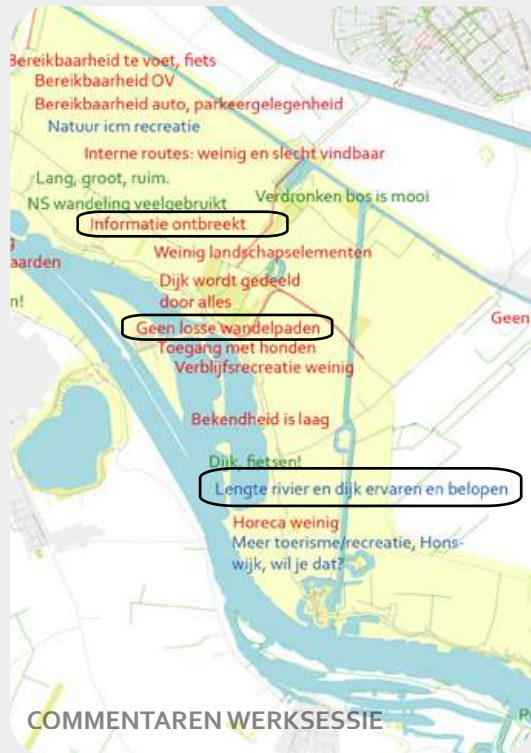 Bereikbaarheid te voet, fiets
Bereikbaarheid OV
Bereikbaarheid auto, parkeergelegenheid
Natuur icm recreatie
Interne routes: weinig en slecht vindbaar
Lang, groot, ruim.
Verdronken bos is mooi
NS wandeling veelgebruikt
Informatie ontbreekt
Weinig landschapselementen
aarden
Dijk wordt gedeeld
door alles
n!
Geen
Geen losse wandelpaden
Toegang met honden
Verblijfsrecreatie weinig
Bekendheid is laag
Dijk, fietsen!
Lengte rivier en dijk ervaren en belopen
Horeca weinig
Meer toerisme/recreatie, Hons-
wijk, wil je dat?
COMMENTAREN WERKSESSIE